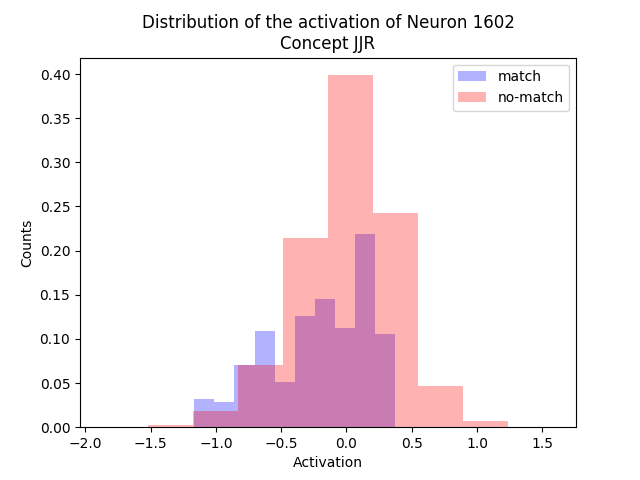 Distribution of the activation of Neuron 1602
Concept JJR
match
no-match
0.40
0.35
0.30
0.25
0.20
0.15
0.10
0.05
0.00
Counts
−2.0 −1.5 −1.0 −0.5 0.0 0.5 1.0 1.5
Activation